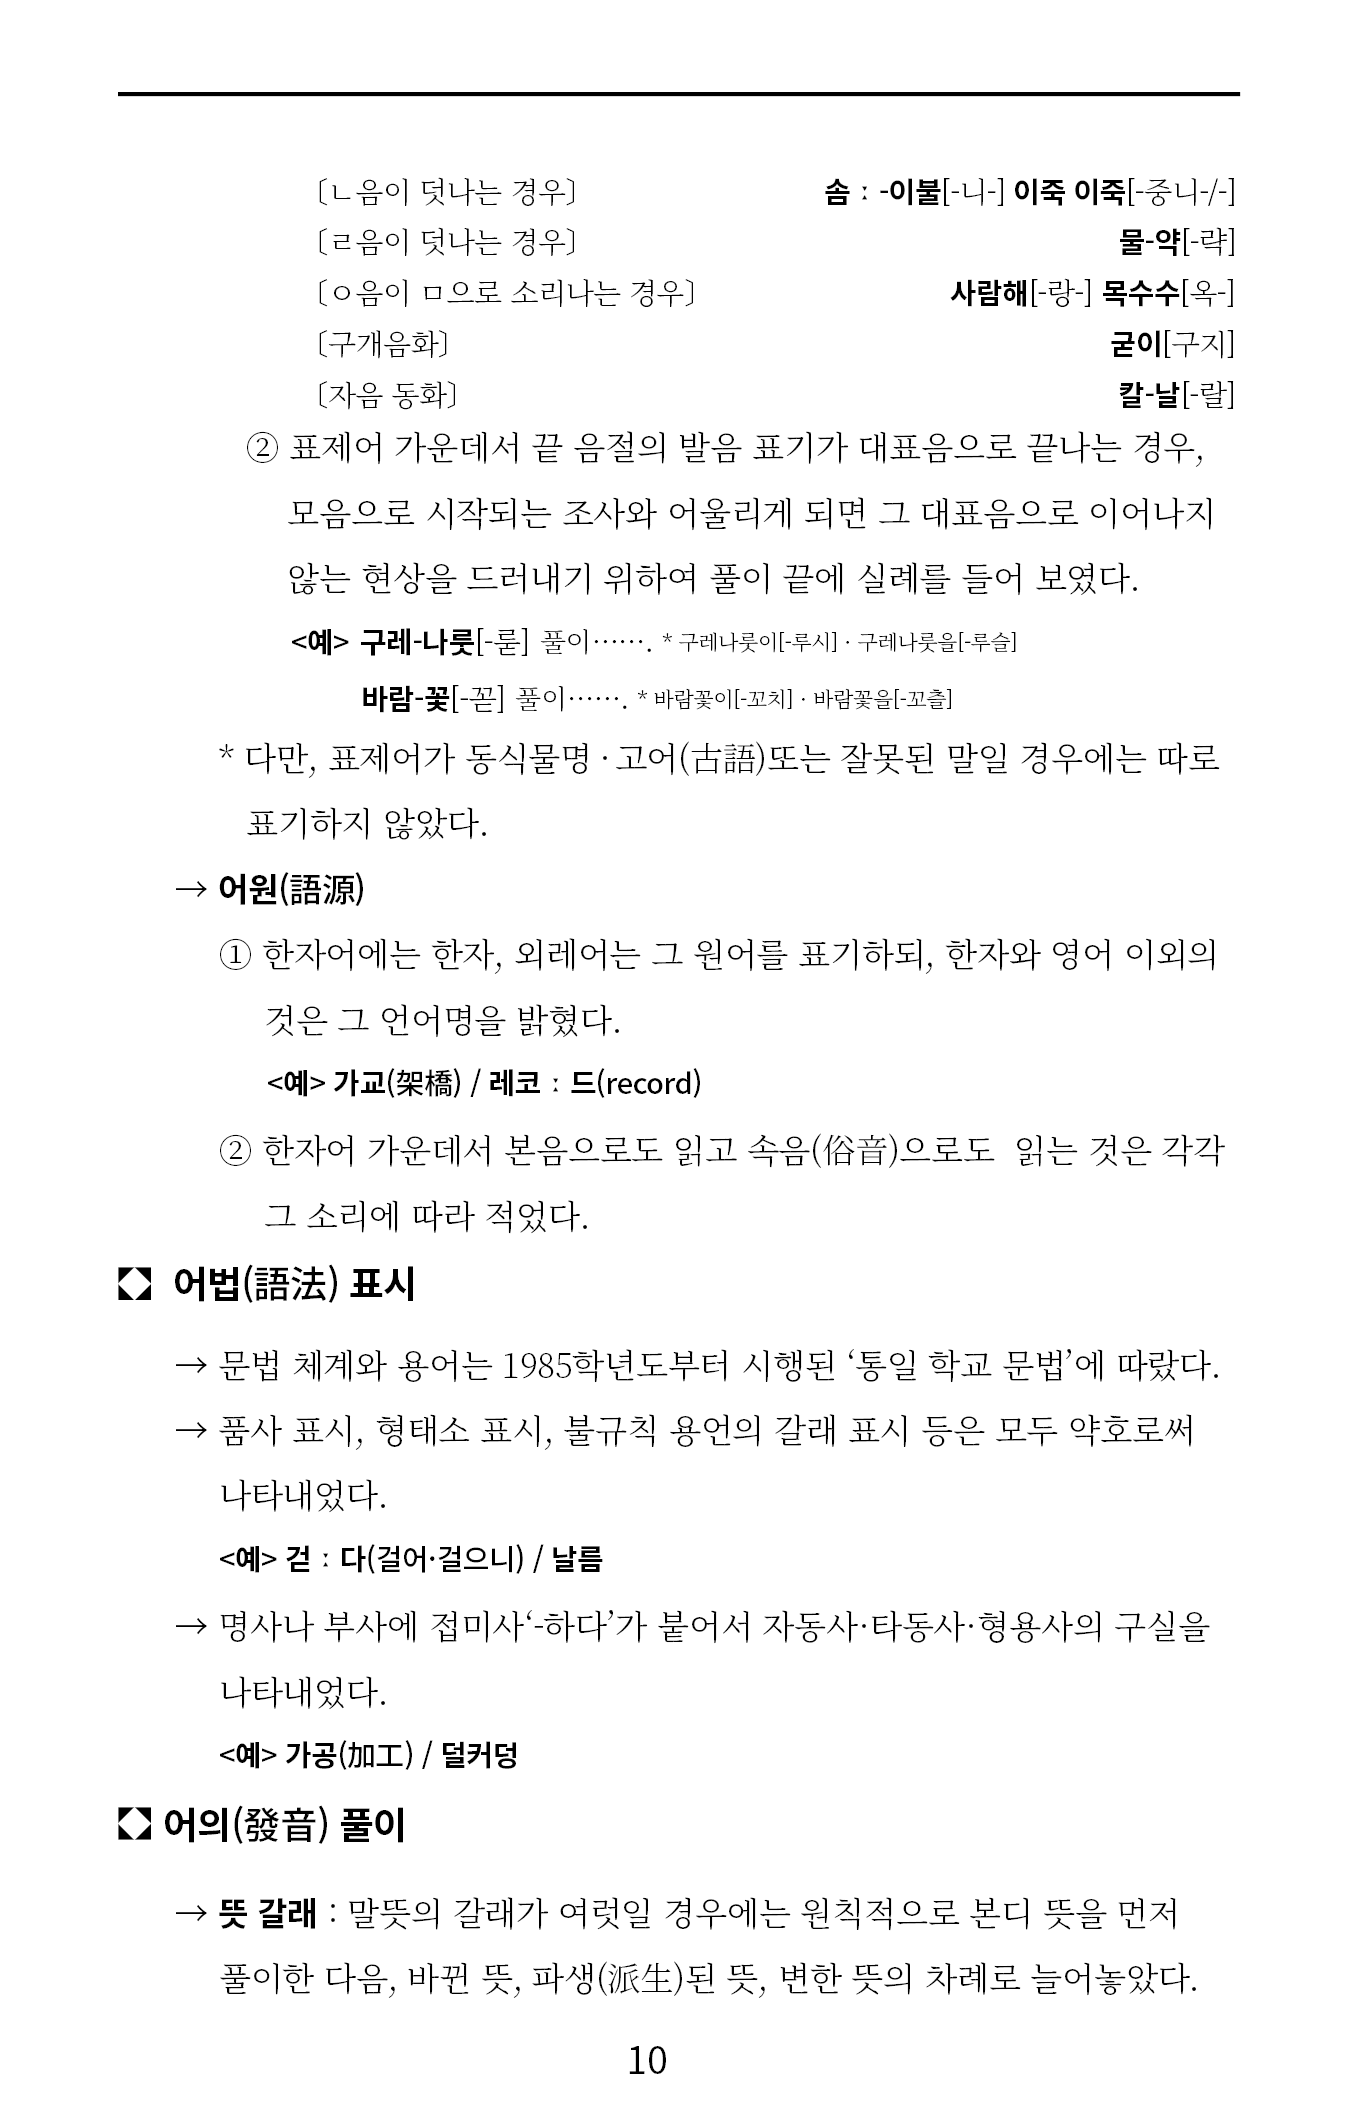 〔ㄴ음이 덧나는 경우〕 솜ː-이불[-니-] 이죽 이죽[-중니-/-]
〔ㄹ음이 덧나는 경우〕 물-약[-략]
〔ㅇ음이 ㅁ으로 소리나는 경우〕 사람해[-랑-] 목수수[옥-]
〔구개음화〕 굳이[구지]
〔자음 동화〕 칼-날[-랄]
② 표제어 가운데서 끝 음절의 발음 표기가 대표음으로 끝나는 경우,
모음으로 시작되는 조사와 어울리게 되면 그 대표음으로 이어나지
않는 현상을 드러내기 위하여 풀이 끝에 실례를 들어 보였다.
<예> 구레-나룻[-룯] 풀이……. * 구레나룻이[-루시] · 구레나룻을[-루슬]
바람-꽃[-꼳] 풀이……. * 바람꽃이[-꼬치] · 바람꽃을[-꼬츨]
* 다만, 표제어가 동식물명 · 고어(古語)또는 잘못된 말일 경우에는 따로
표기하지 않았다.
→ 어원(語源)
① 한자어에는 한자, 외레어는 그 원어를 표기하되, 한자와 영어 이외의
것은 그 언어명을 밝혔다.
<예> 가교(架橋) / 레코ː드(record)
② 한자어 가운데서 본음으로도 읽고 속음(俗音)으로도 읽는 것은 각각
그 소리에 따라 적었다.
어법(語法) 표시
→ 문법 체계와 용어는 1985학년도부터 시행된 ‘통일 학교 문법’에 따랐다.
→ 품사 표시, 형태소 표시, 불규칙 용언의 갈래 표시 등은 모두 약호로써
나타내었다.
<예> 걷ː다(걸어·걸으니) / 날름
→ 명사나 부사에 접미사‘-하다’가 붙어서 자동사·타동사·형용사의 구실을
나타내었다.
<예> 가공(加工) / 덜커덩
어의(發音) 풀이
→ 뜻 갈래 : 말뜻의 갈래가 여럿일 경우에는 원칙적으로 본디 뜻을 먼저
풀이한 다음, 바뀐 뜻, 파생(派生)된 뜻, 변한 뜻의 차례로 늘어놓았다.
10